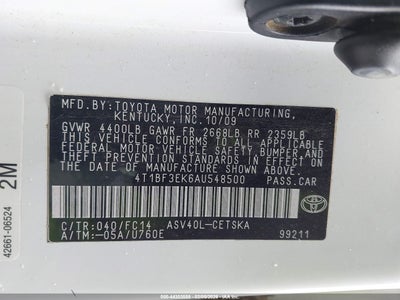 MFD.BY:TOYOTA MOTOR MANUFACTURING,
KENTUCKY,INC.10/09
GVWR 4400LB GAWR FR 2668LB RR 2359LB
THIS VEHICLE CONFORMS TO ALL APPLICABLE
FEDERAL MOTOR VEHICLE SAFETY, BUMPER, AND
THEFT PREVENTION STANDARDS IN EFFECT ON
THE DATE OF MANUFACTURE SHOWN ABOVE.
4T1BF3EK6AU548500 PASS.CAR
C/TR:040/FC14 ASV40L-CETSKA
A/TM:-05A/U760E 99211
TOYOTA
42661-06524 2M